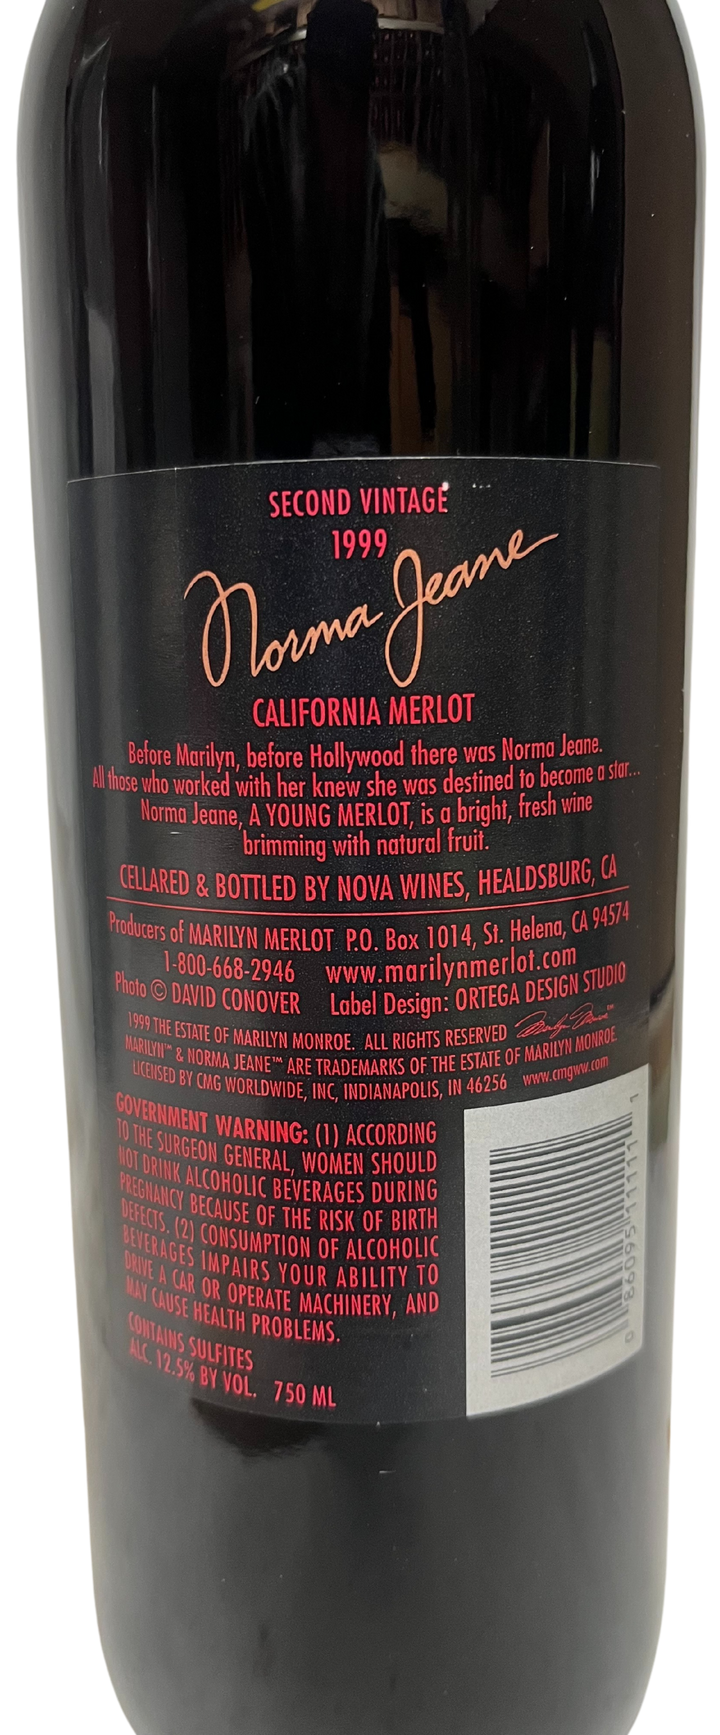 SECOND VINTAGE
1999
Norma Jeane
CALIFORNIA MERLOT
Before Marilyn, before Hollywood there was Norma Jeane.
All those who worked with her knew she was destined to become a star...
Norma Jeane, A YOUNG MERLOT, is a bright, fresh wine
brimming with natural fruit.
CELLARED & BOTTLED BY NOVA WINES, HEALDSBURG, CA
Producers of MARILYN MERLOT P.O. Box 1014, St. Helena, CA 94574
1-800-668-2946 www.marilynmerlot.com
Photo © DAVID CONOVER Label Design: ORTEGA DESIGN STUDIO
1999 THE ESTATE OF MARILYN MONROE. ALL RIGHTS RESERVED Marilyn Monroe™
MARILYN™ & NORMA JEANE™ ARE TRADEMARKS OF THE ESTATE OF MARILYN MONROE
LICENSED BY CMG WORLDWIDE, INC, INDIANAPOLIS, IN 46256 www.cmgww.com
GOVERNMENT WARNING: (1) ACCORDING
TO THE SURGEON GENERAL, WOMEN SHOULD
NOT DRINK ALCOHOLIC BEVERAGES DURING
PREGNANCY BECAUSE OF THE RISK OF BIRTH
DEFECTS. (2) CONSUMPTION OF ALCOHOLIC
BEVERAGES IMPAIRS YOUR ABILITY TO
DRIVE A CAR OR OPERATE MACHINERY, AND
MAY CAUSE HEALTH PROBLEMS.
CONTAINS SULFITES
ALC. 12.5% BY VOL. 750 ML
0 86095 11111 1